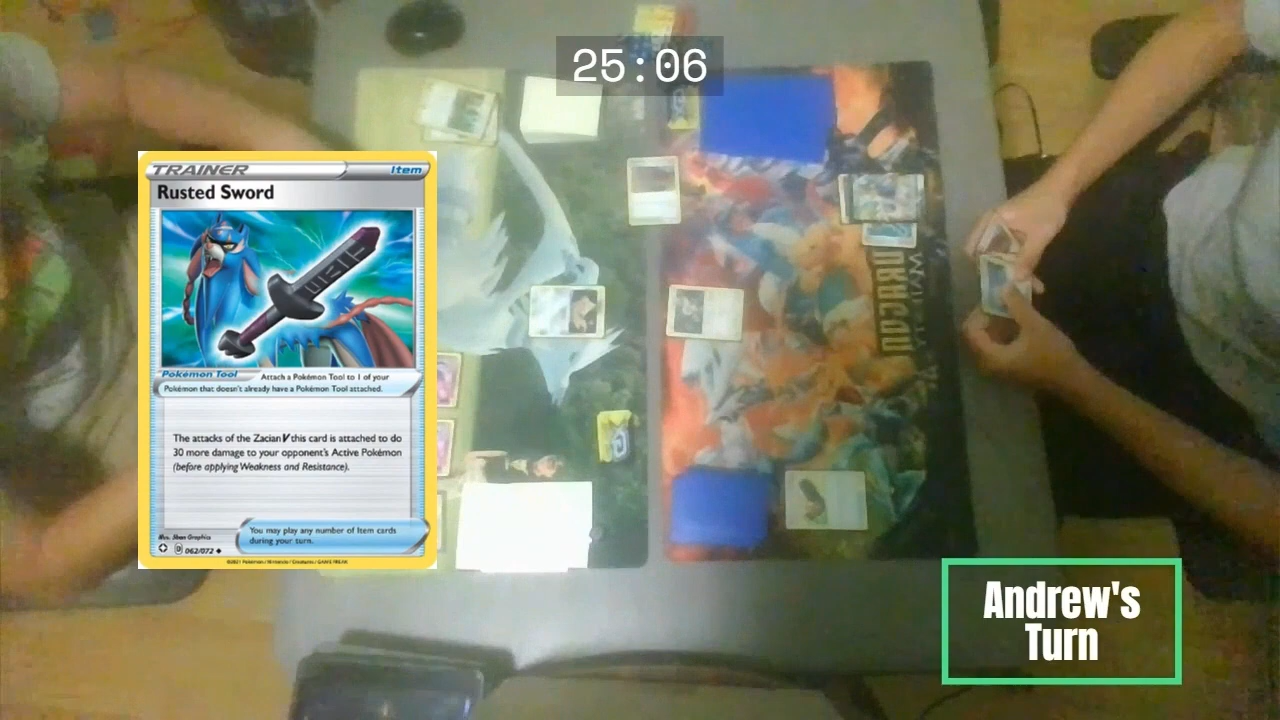 25:06
TRAINER Item
Rusted Sword
Pokémon Tool Attach a Pokémon Tool to 1 of your
Pokémon that doesn't already have a Pokémon Tool attached.
The attacks of the Zacian V this card is attached to do
30 more damage to your opponent's Active Pokémon
(before applying Weakness and Resistance).
You may play any number of Item cards
during your turn.
062/072
Andrew's
Turn